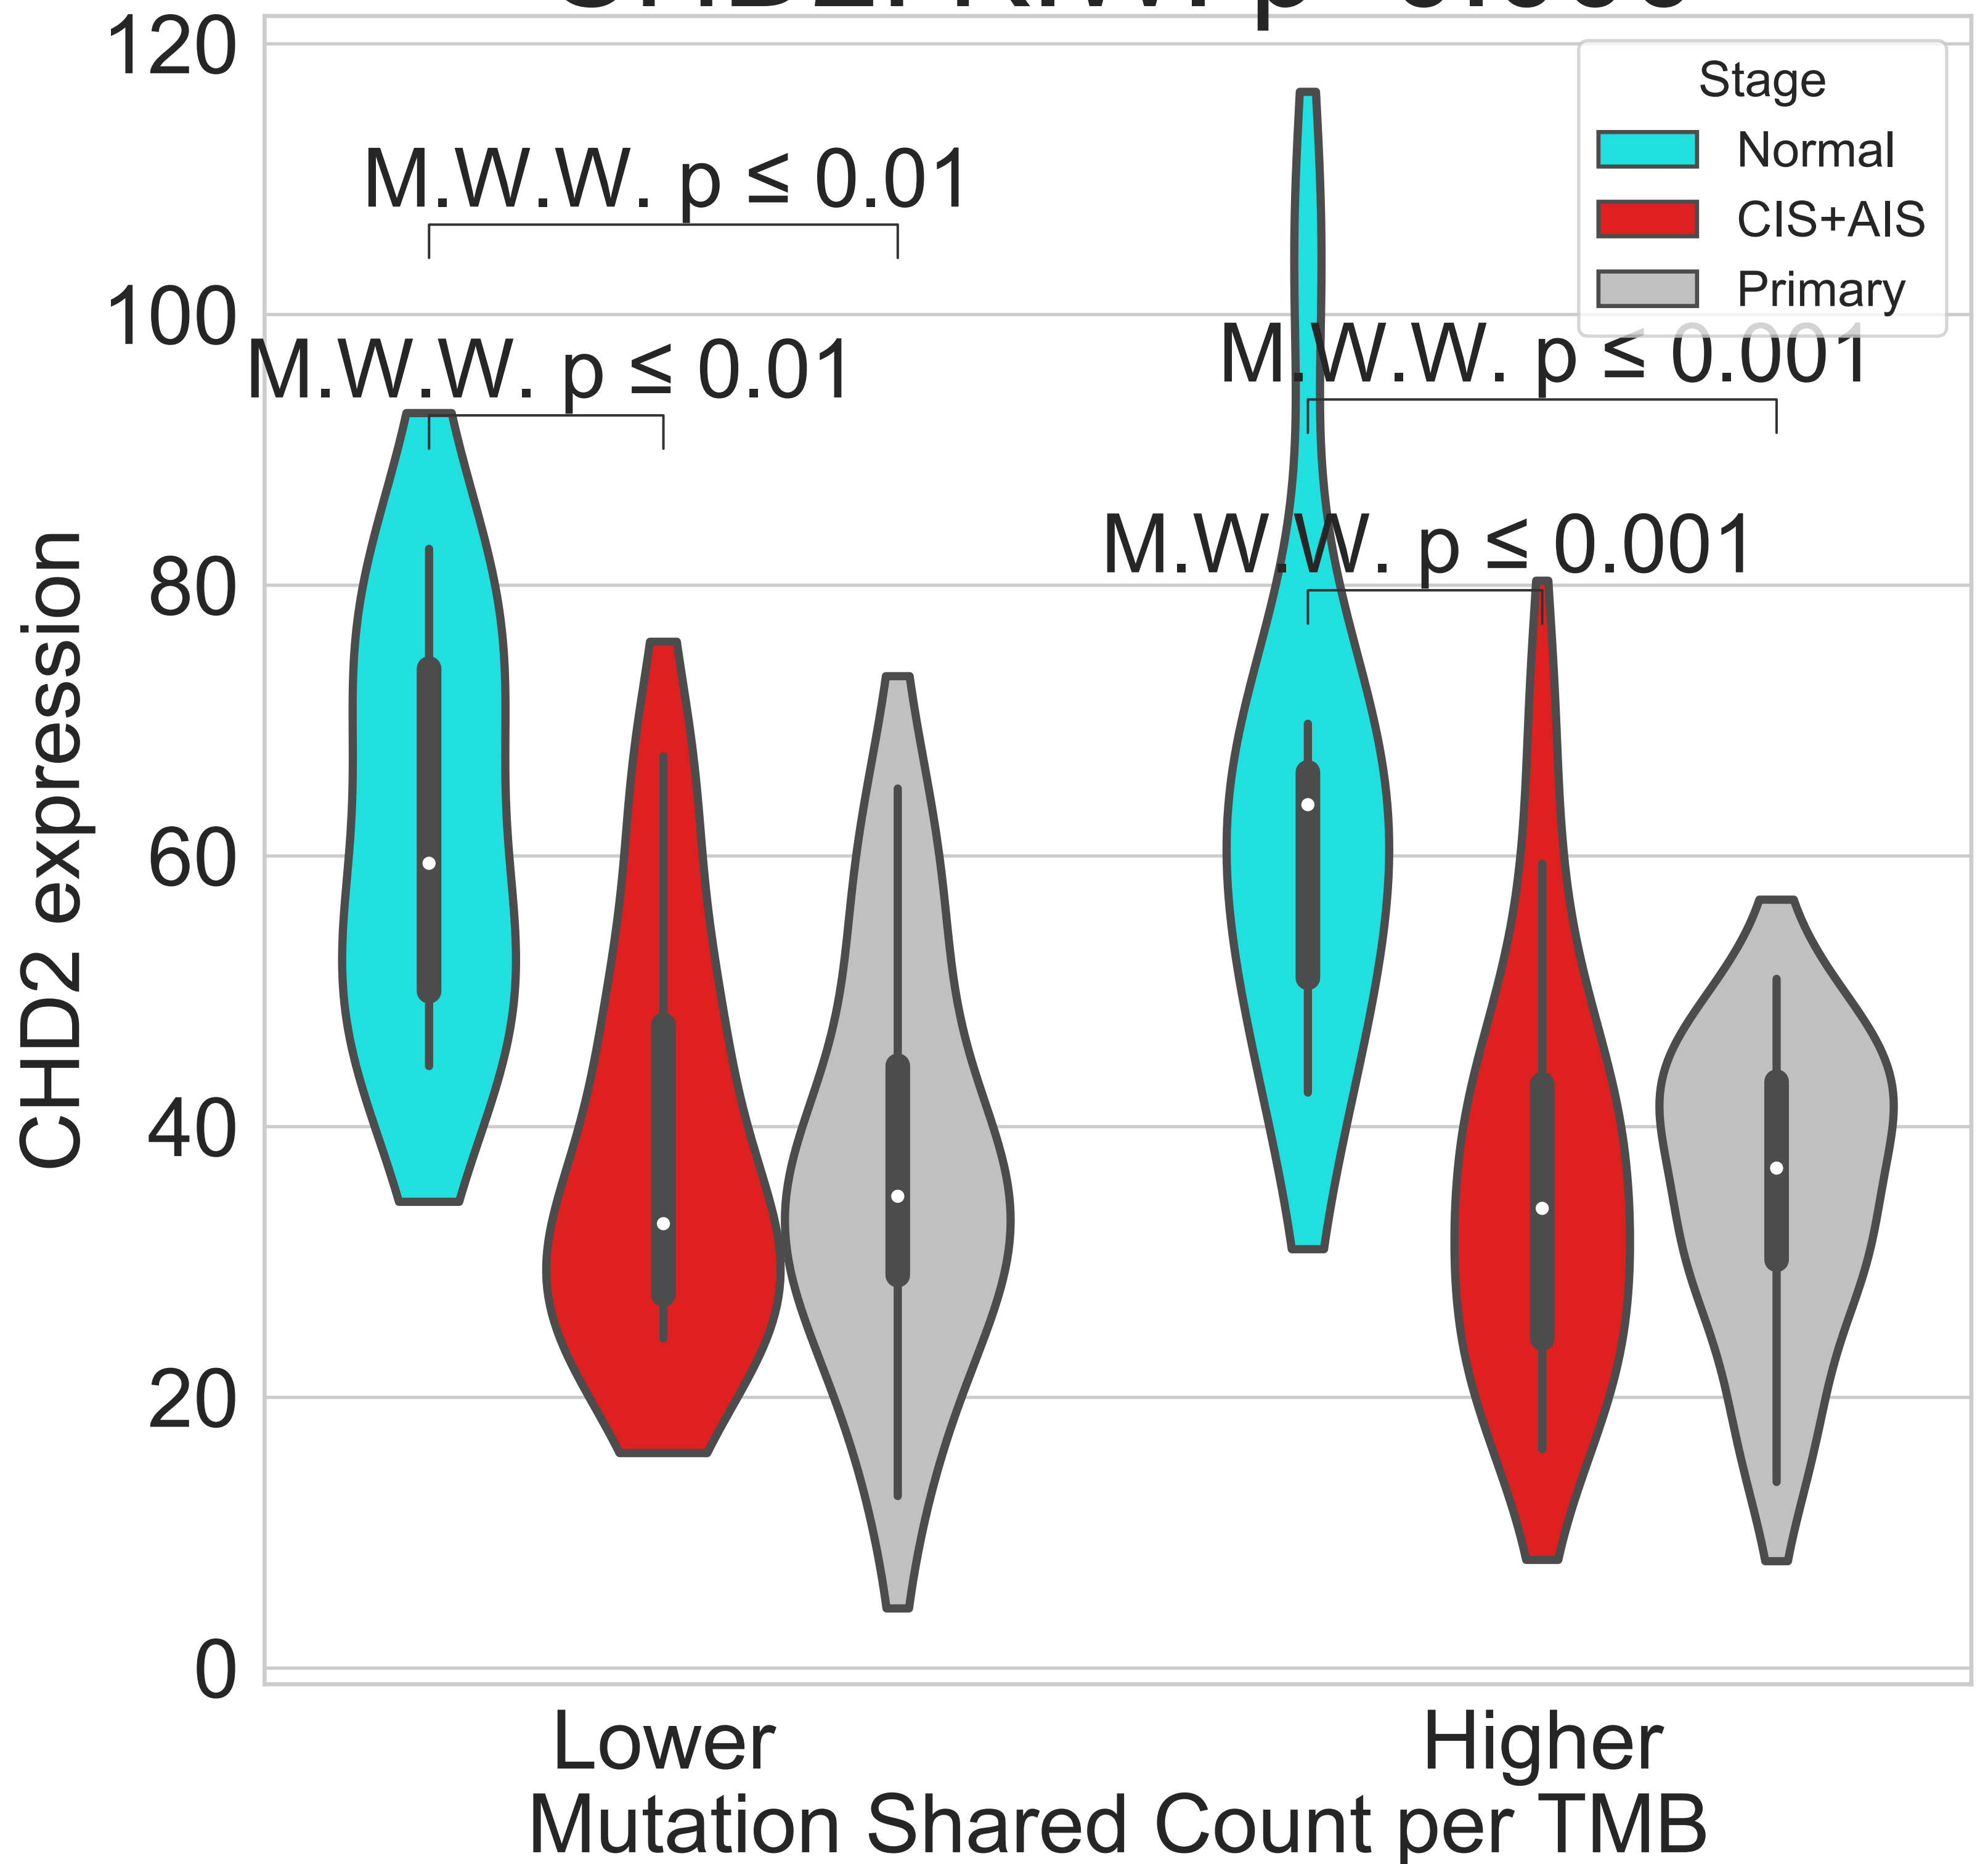 120
100
80
60
40
20
0
CHD2 expression
M.W.W. p ≤ 0.01
M.W.W. p ≤ 0.01
M.W.W. p ≤ 0.001
M.W.W. p ≤ 0.001
Stage
Normal
CIS+AIS
Primary
Lower
Higher
Mutation Shared Count per TMB